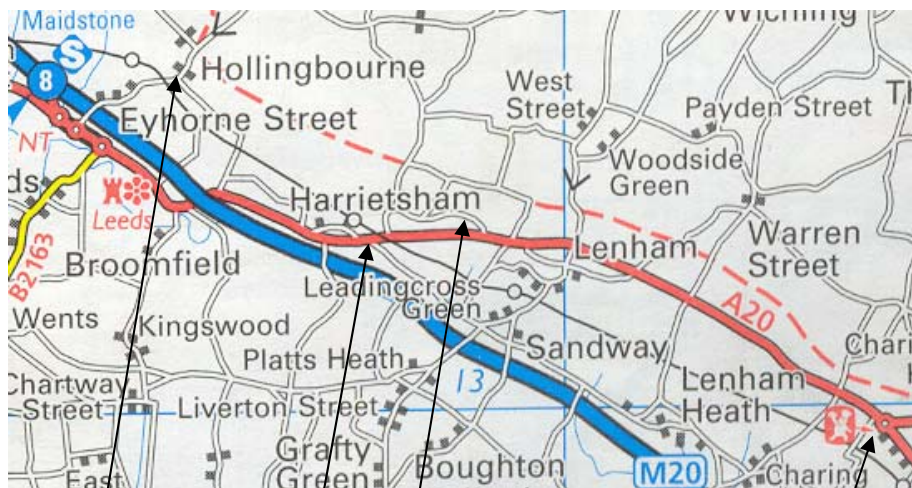 Maidstone
Wichling
S
8
Hollingbourne
West
Street
Payden Street
Eyhorne Street
NT
Woodside
Green
Leeds
Harrietsham
B2163
Broomfield
Lenham
Warren
Street
Leadingcross
Green
A20
Wents
Kingswood
Platts Heath
Sandway
13
Chartway
Street
Liverton Street
Lenham
Heath
Grafty
Green
Boughton
East
M20
Charing